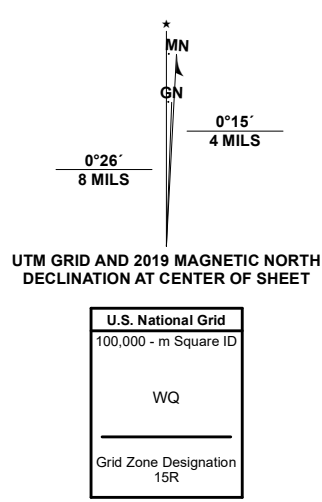 ★
MN
GN
0°15´
4 MILS
0°26´
8 MILS
UTM GRID AND 2019 MAGNETIC NORTH
DECLINATION AT CENTER OF SHEET
U.S. National Grid
100,000 - m Square ID
WQ
Grid Zone Designation
15R